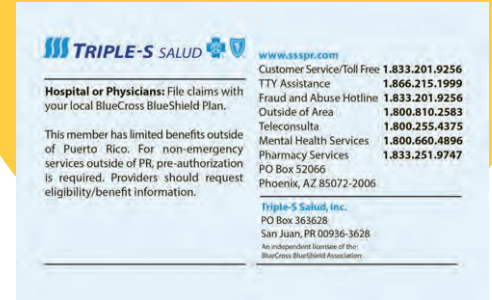 TRIPLE-S SALUD
Hospital or Physicians: File claims with
your local BlueCross BlueShield Plan.
This member has limited benefits outside
of Puerto Rico. For non-emergency
services outside of PR, pre-authorization
is required. Providers should request
eligibility/benefit information.
www.ssspr.com
Customer Service/Toll Free 1.833.201.9256
TTY Assistance 1.866.215.1999
Fraud and Abuse Hotline 1.833.201.9256
Outside of Area 1.800.810.2583
Teleconsulta 1.800.255.4375
Mental Health Services 1.800.660.4896
Pharmacy Services 1.833.251.9747
PO Box 52066
Phoenix, AZ 85072-2006
Triple-S Salud, Inc.
PO Box 363628
San Juan, PR 00936-3628
An independent licensee of the
BlueCross BlueShield Association